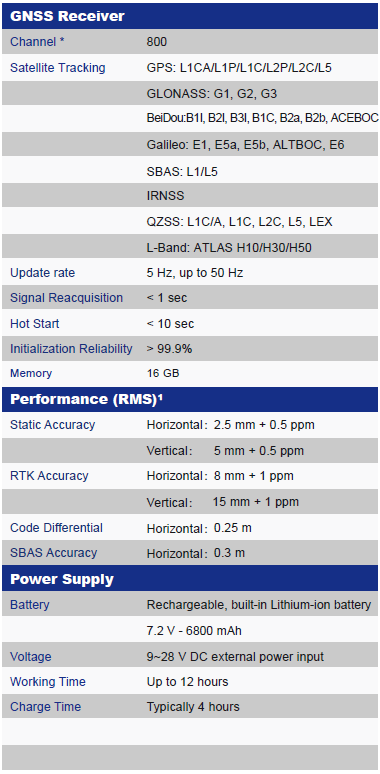 GNSS Receiver
Channel * 800
Satellite Tracking GPS: L1CA/L1P/L1C/L2P/L2C/L5
GLONASS: G1, G2, G3
BeiDou:B1I, B2I, B3I, B1C, B2a, B2b, ACEBOC
Galileo: E1, E5a, E5b, ALTBOC, E6
SBAS: L1/L5
IRNSS
QZSS: L1C/A, L1C, L2C, L5, LEX
L-Band: ATLAS H10/H30/H50
Update rate 5 Hz, up to 50 Hz
Signal Reacquisition < 1 sec
Hot Start < 10 sec
Initialization Reliability > 99.9%
Memory 16 GB
Performance (RMS)¹
Static Accuracy Horizontal: 2.5 mm + 0.5 ppm
Vertical: 5 mm + 0.5 ppm
RTK Accuracy Horizontal: 8 mm + 1 ppm
Vertical: 15 mm + 1 ppm
Code Differential Horizontal: 0.25 m
SBAS Accuracy Horizontal: 0.3 m
Power Supply
Battery Rechargeable, built-in Lithium-ion battery
7.2 V - 6800 mAh
Voltage 9~28 V DC external power input
Working Time Up to 12 hours
Charge Time Typically 4 hours